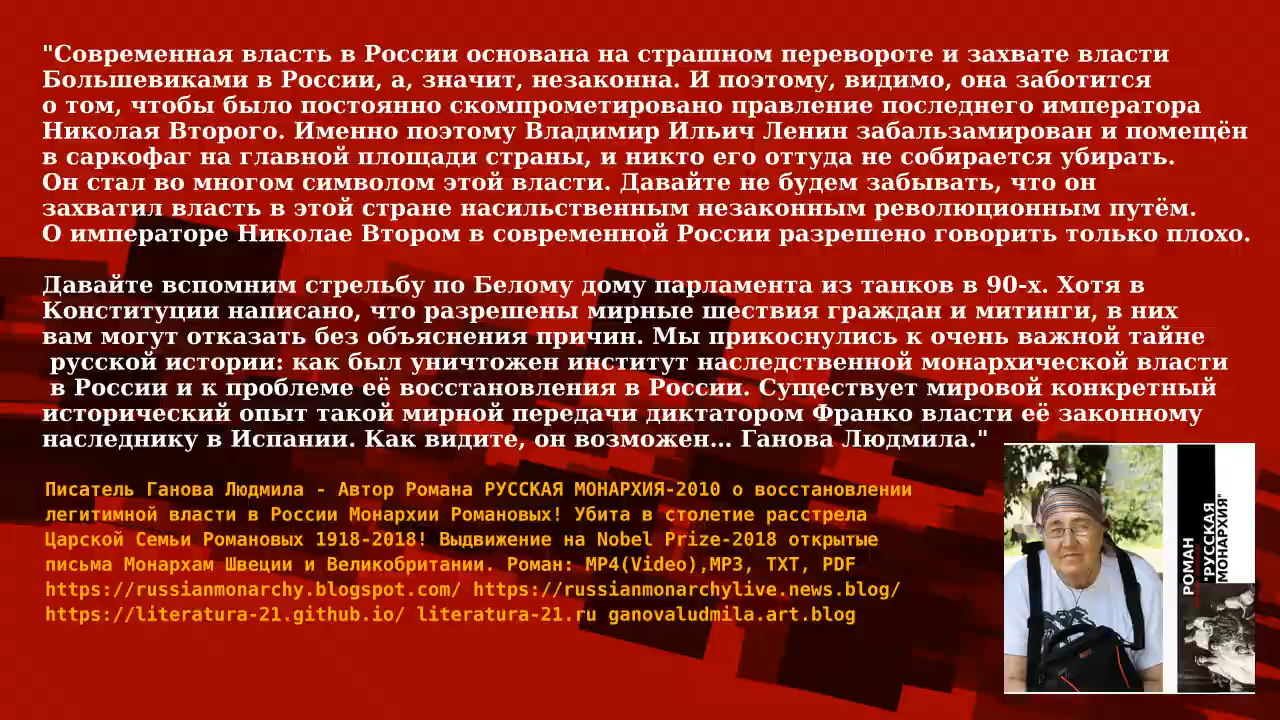 "Современная власть в России основана на страшном перевороте и захвате власти
Большевиками в России, а, значит, незаконна. И поэтому, видимо, она заботится
о том, чтобы было постоянно скомпрометировано правление последнего императора
Николая Второго. Именно поэтому Владимир Ильич Ленин забальзамирован и помещён
в саркофаг на главной площади страны, и никто его оттуда не собирается убирать.
Он стал во многом символом этой власти. Давайте не будем забывать, что он
захватил власть в этой стране насильственным незаконным революционным путём.
О императоре Николае Втором в современной России разрешено говорить только плохо.
Давайте вспомним стрельбу по Белому дому парламента из танков в 90-х. Хотя в
Конституции написано, что разрешены мирные шествия граждан и митинги, в них
вам могут отказать без объяснения причин. Мы прикоснулись к очень важной тайне
русской истории: как был уничтожен институт наследственной монархической власти
в России и к проблеме её восстановления в России. Существует мировой конкретный
исторический опыт такой мирной передачи диктатором Франко власти её законному
наследнику в Испании. Как видите, он возможен... Ганова Людмила."
Писатель Ганова Людмила - Автор Романа РУССКАЯ МОНАРХИЯ-2010 о восстановлении
легитимной власти в России Монархии Романовых! Убита в столетие расстрела
Царской Семьи Романовых 1918-2018! Выдвижение на Nobel Prize-2018 открытые
письма Монархам Швеции и Великобритании. Роман: MP4(Video),MP3, TXT, PDF
https://russianmonarchy.blogspot.com/ https://russianmonarchylive.news.blog/
https://literatura-21.github.io/ literatura-21.ru ganovaludmila.art.blog
РОМАН
"РУССКАЯ
МОНАРХИЯ"